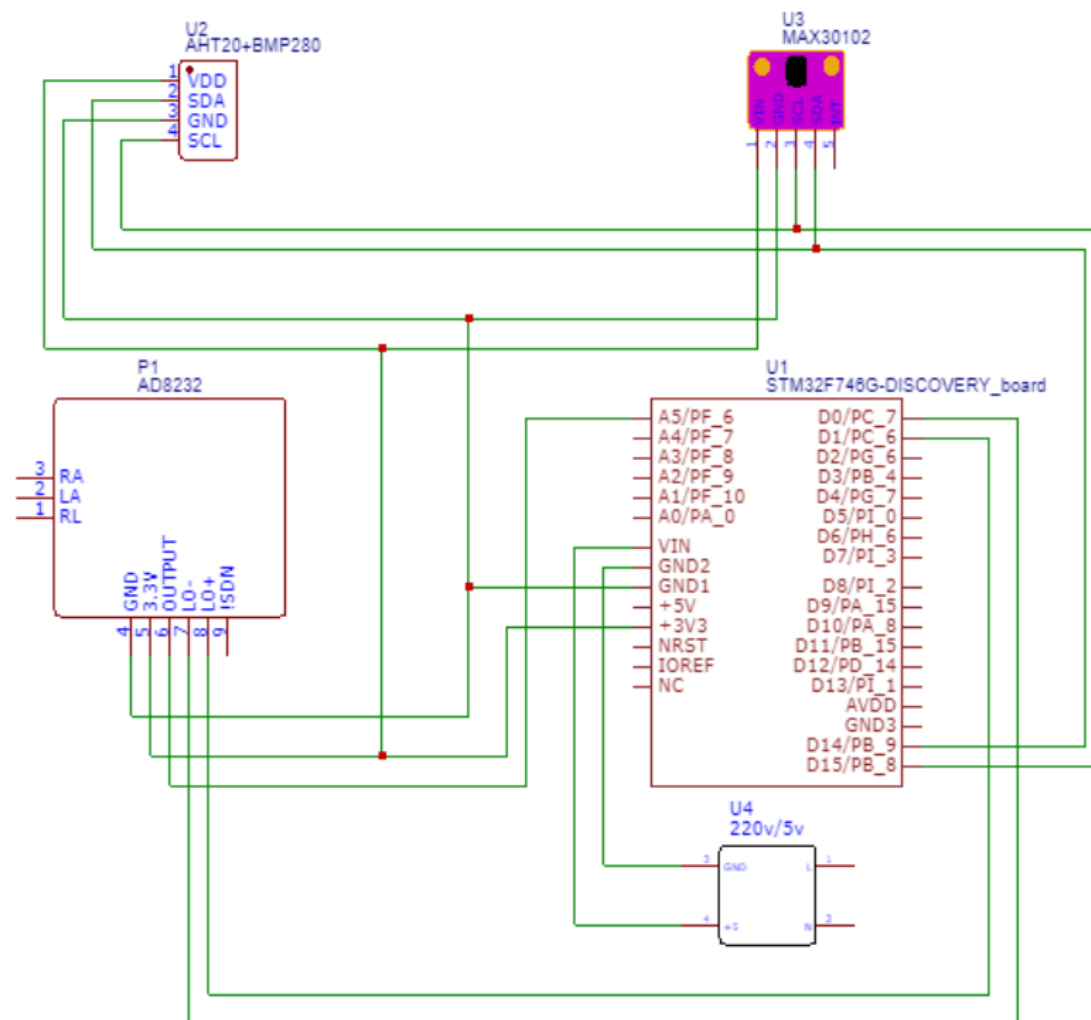 U2
AHT20+BMP280
1 VDD
2 SDA
3 GND
4 SCL
U3
MAX30102
VIN
GND
SCL
SDA
INT
1
2
3
4
5
P1
AD8232
3 RA
2 LA
1 RL
GND
3.3V
OUTPUT
LO-
LO+
!SDN
4
5
6
7
8
9
U1
STM32F746G-DISCOVERY_board
A5/PF_6
A4/PF_7
A3/PF_8
A2/PF_9
A1/PF_10
A0/PA_0
VIN
GND2
GND1
+5V
+3V3
NRST
IOREF
NC
D0/PC_7
D1/PC_6
D2/PG_6
D3/PB_4
D4/PG_7
D5/PI_0
D6/PH_6
D7/PI_3
D8/PI_2
D9/PA_15
D10/PA_8
D11/PB_15
D12/PD_14
D13/PI_1
AVDD
GND3
D14/PB_9
D15/PB_8
U4
220v/5v
3 GND
L 1
4 +5
N 2